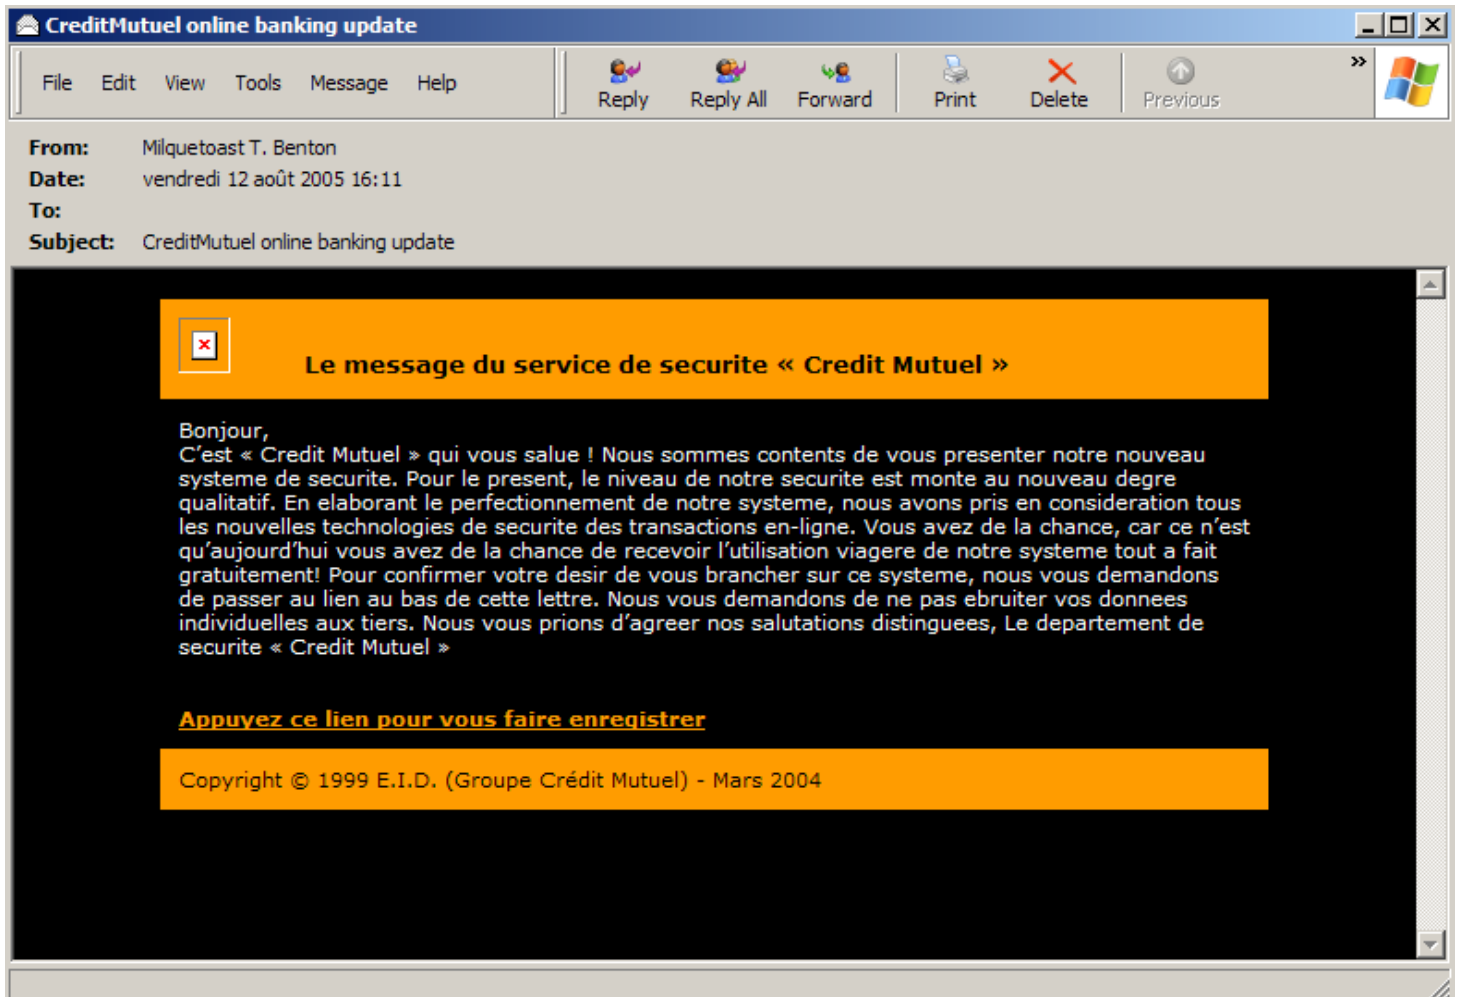 CreditMutuel online banking update
File Edit View Tools Message Help
Reply Reply All Forward Print Delete Previous »
From: Milquetoast T. Benton
Date: vendredi 12 août 2005 16:11
To:
Subject: CreditMutuel online banking update
Le message du service de securite « Credit Mutuel »
Bonjour,
C’est « Credit Mutuel » qui vous salue ! Nous sommes contents de vous presenter notre nouveau
systeme de securite. Pour le present, le niveau de notre securite est monte au nouveau degre
qualitatif. En elaborant le perfectionnement de notre systeme, nous avons pris en consideration tous
les nouvelles technologies de securite des transactions en-ligne. Vous avez de la chance, car ce n’est
qu’aujourd’hui vous avez de la chance de recevoir l’utilisation viagere de notre systeme tout a fait
gratuitement! Pour confirmer votre desir de vous brancher sur ce systeme, nous vous demandons
de passer au lien au bas de cette lettre. Nous vous demandons de ne pas ebruiter vos donnees
individuelles aux tiers. Nous vous prions d’agreer nos salutations distinguees, Le departement de
securite « Credit Mutuel »
Appuyez ce lien pour vous faire enregistrer
Copyright © 1999 E.I.D. (Groupe Crédit Mutuel) - Mars 2004